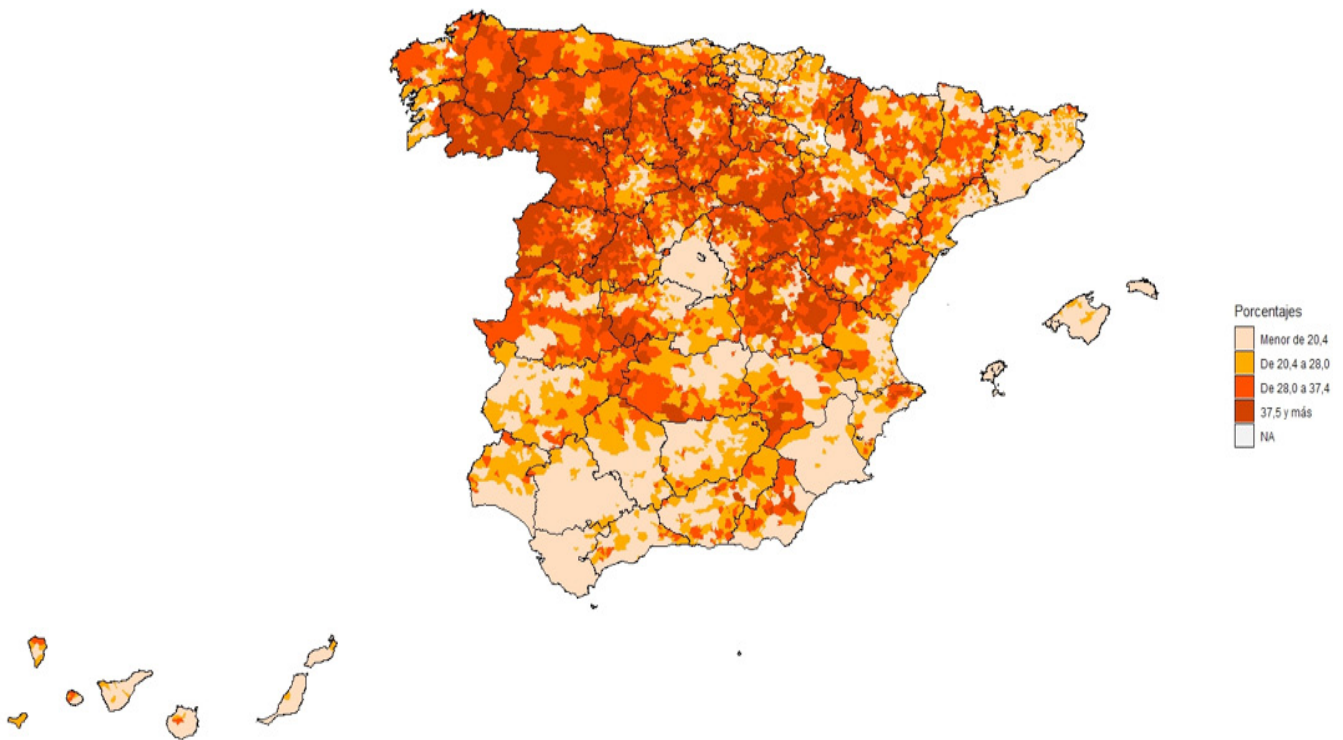 Porcentajes
Menor de 20,4
De 20,4 a 28,0
De 28,0 a 37,4
37,5 y más
NA